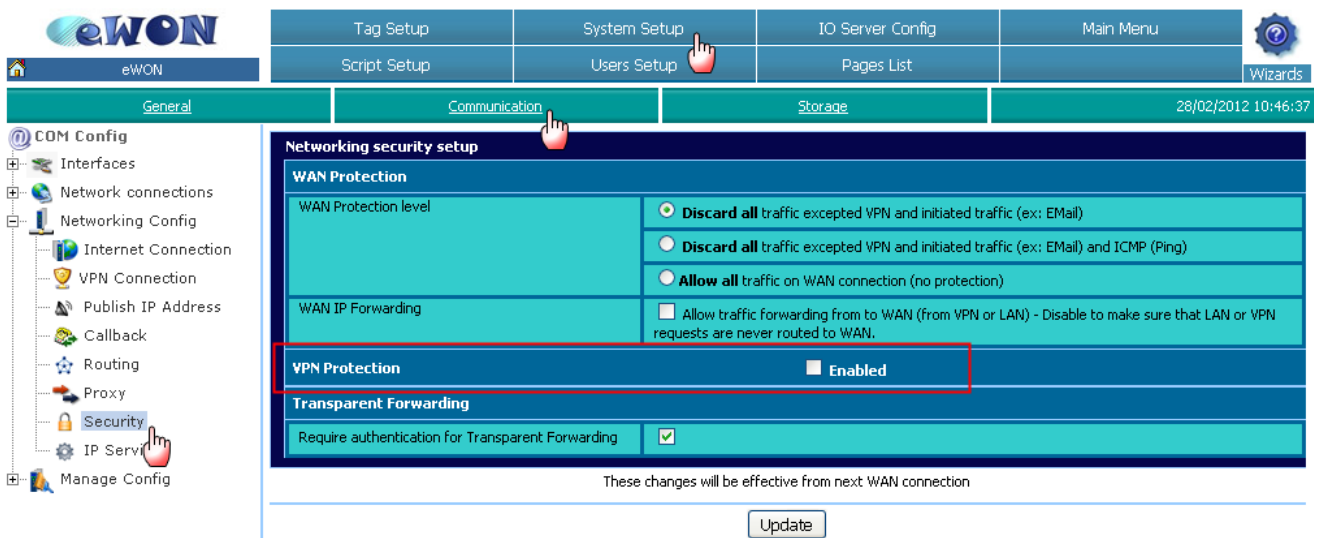 eWON
Tag Setup
System Setup
IO Server Config
Main Menu
eWON
Script Setup
Users Setup
Pages List
Wizards
General
Communication
Storage
28/02/2012 10:46:37
COM Config
Interfaces
Network connections
Networking Config
Internet Connection
VPN Connection
Publish IP Address
Callback
Routing
Proxy
Security
IP Servi
Manage Config
Networking security setup
WAN Protection
WAN Protection level
Discard all traffic excepted VPN and initiated traffic (ex: EMail)
Discard all traffic excepted VPN and initiated traffic (ex: EMail) and ICMP (Ping)
Allow all traffic on WAN connection (no protection)
WAN IP Forwarding
Allow traffic forwarding from to WAN (from VPN or LAN) - Disable to make sure that LAN or VPN
requests are never routed to WAN.
VPN Protection
Enabled
Transparent Forwarding
Require authentication for Transparent Forwarding
These changes will be effective from next WAN connection
Update